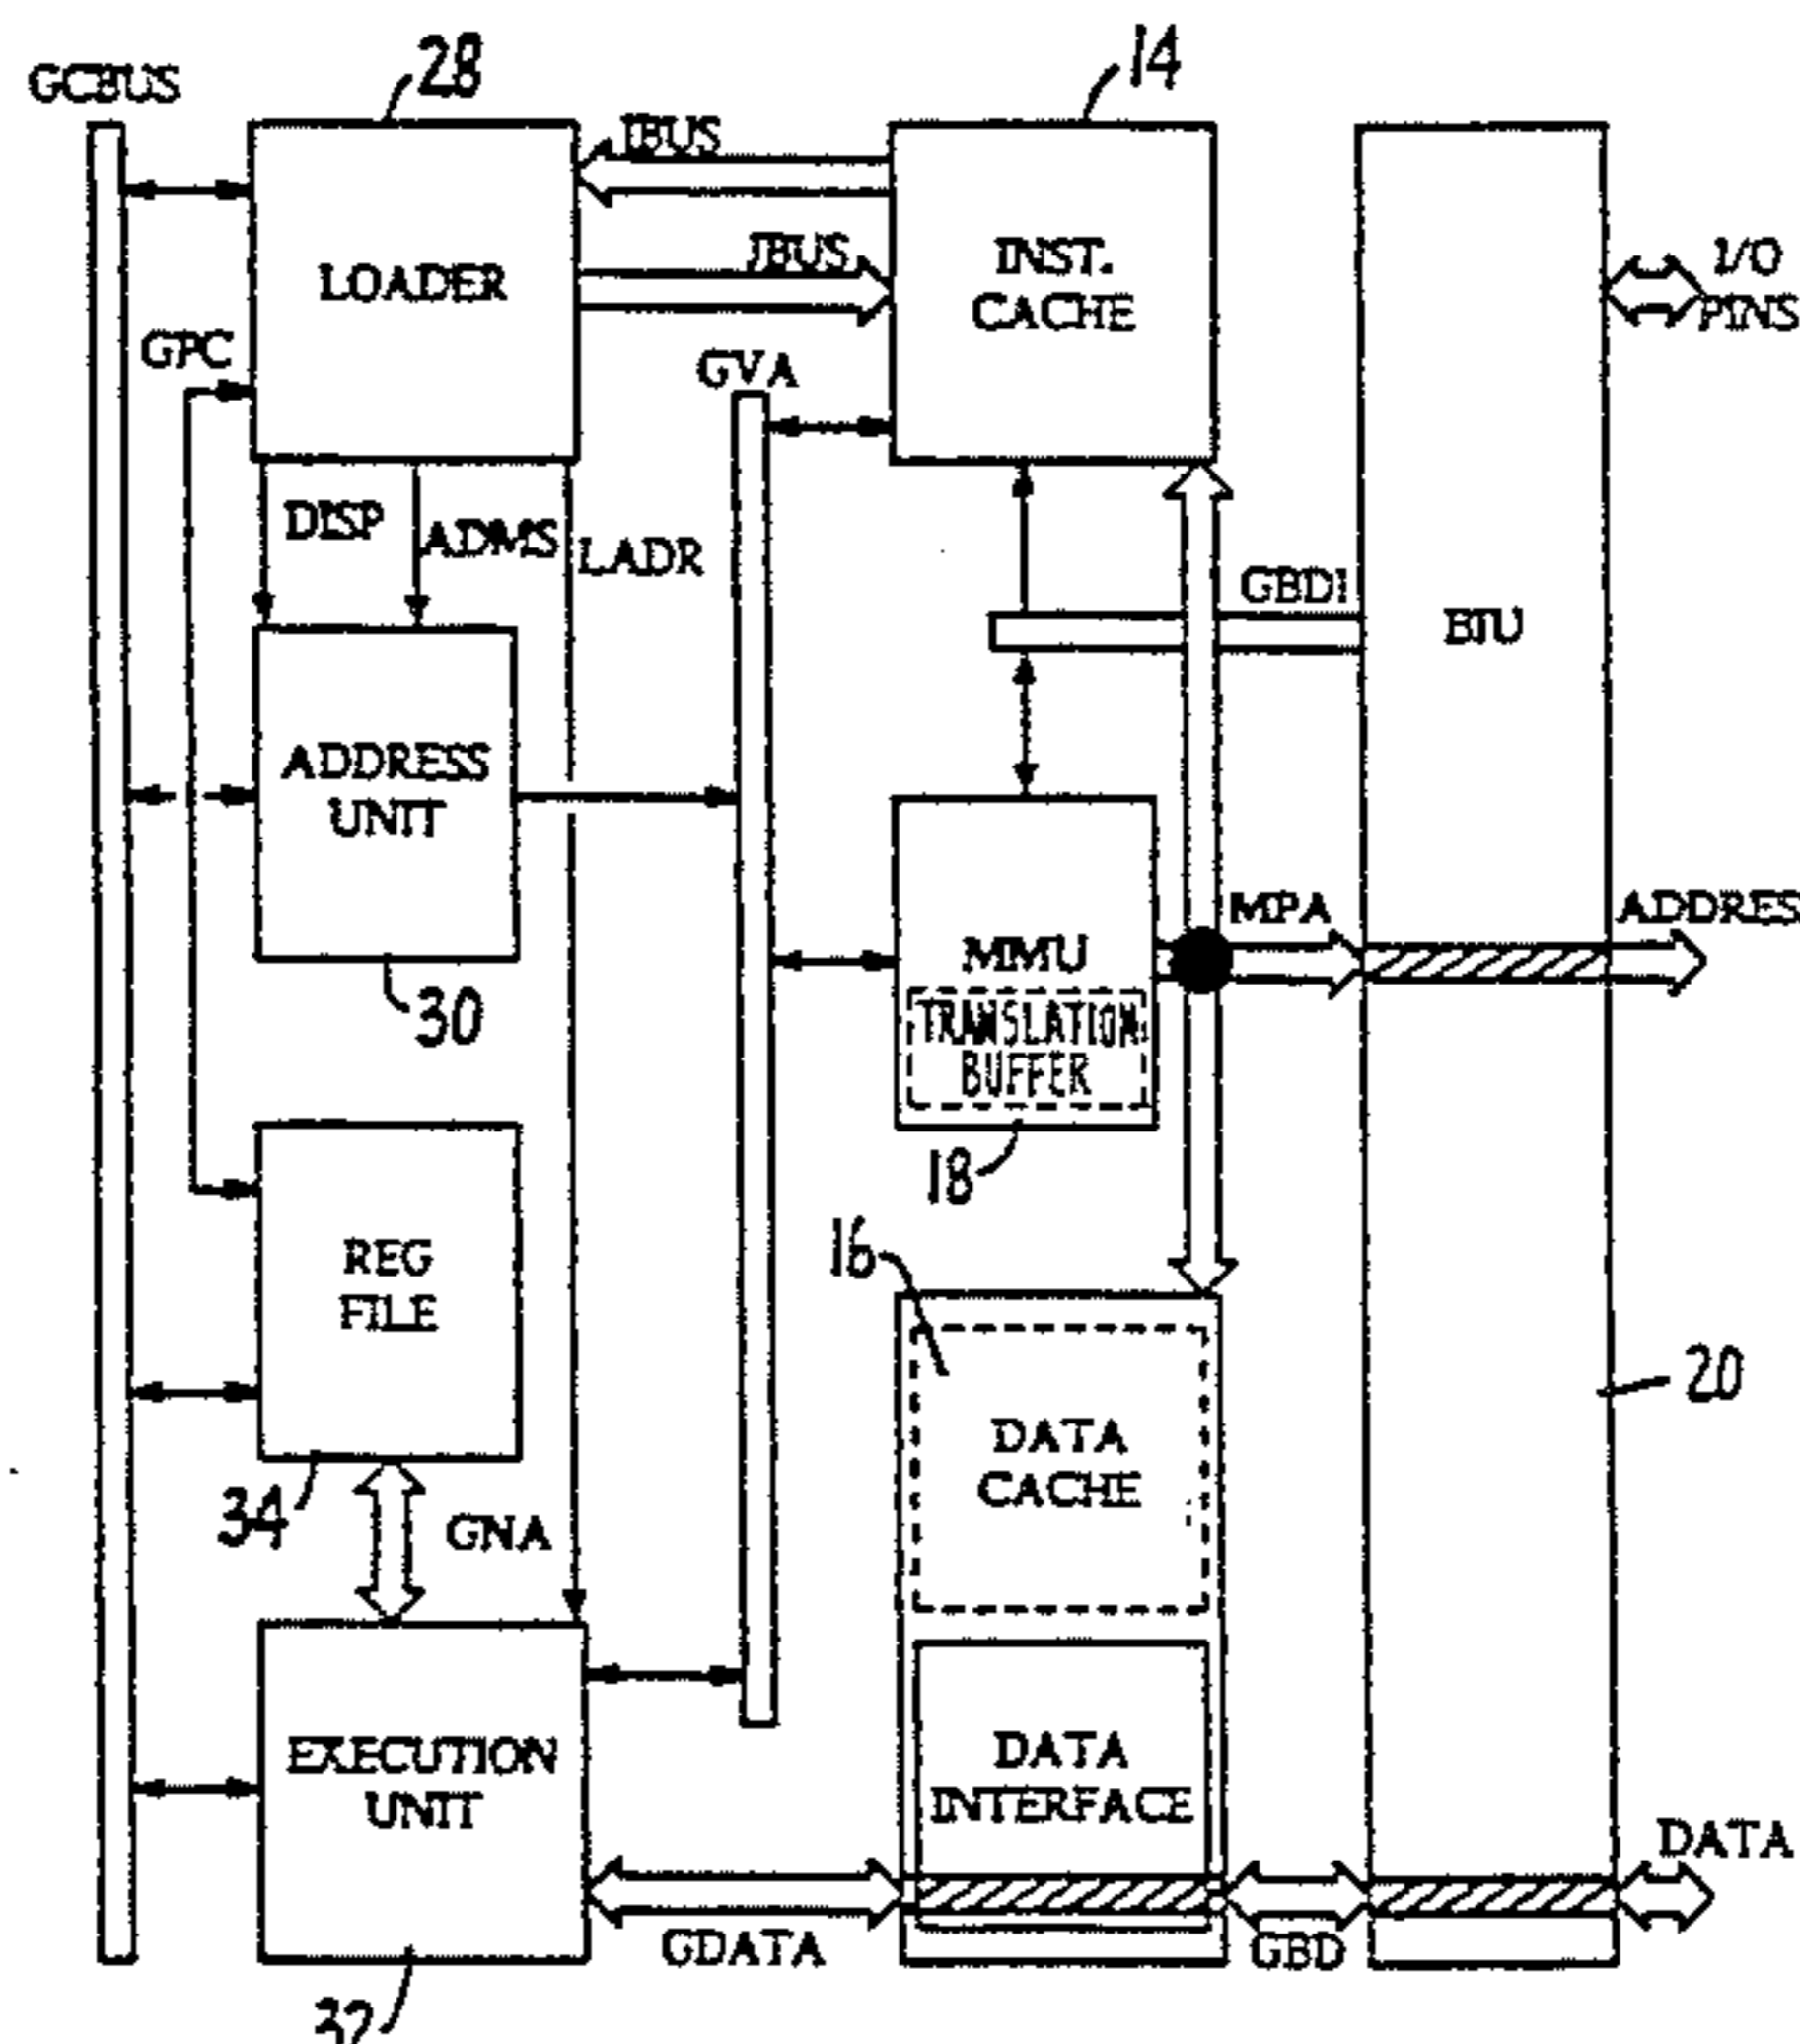 GCBUS
28
14
IBUS
LOADER
JBUS
INST.
CACHE
I/O
PINS
GPC
GVA
DISP
ADMS
LADR
GBDI
BIU
ADDRESS
UNIT
MPA
ADDRES
MMU
TRANSLATION
BUFFER
30
18
REG
FILE
16
20
DATA
CACHE
34
GNA
EXECUTION
UNIT
DATA
INTERFACE
DATA
GDATA
GBD
32